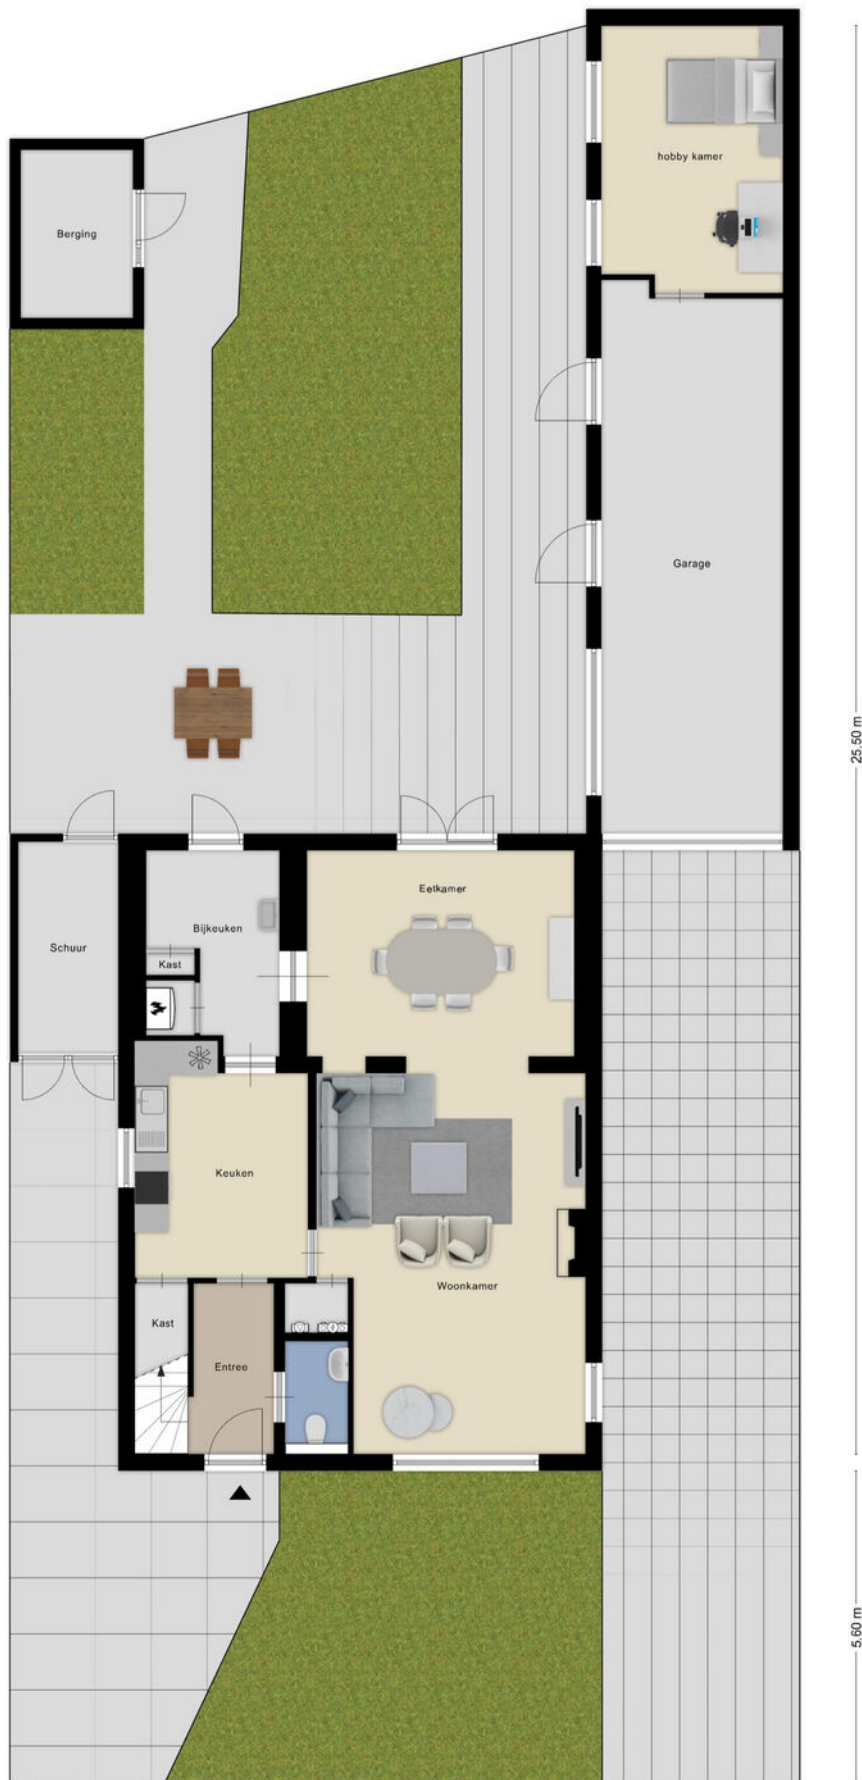 hobby kamer
Berging
Garage
25.50 m
Eetkamer
Bijkeuken
Schuur
Kast
Keuken
Woonkamer
Kast
Entree
5.60 m